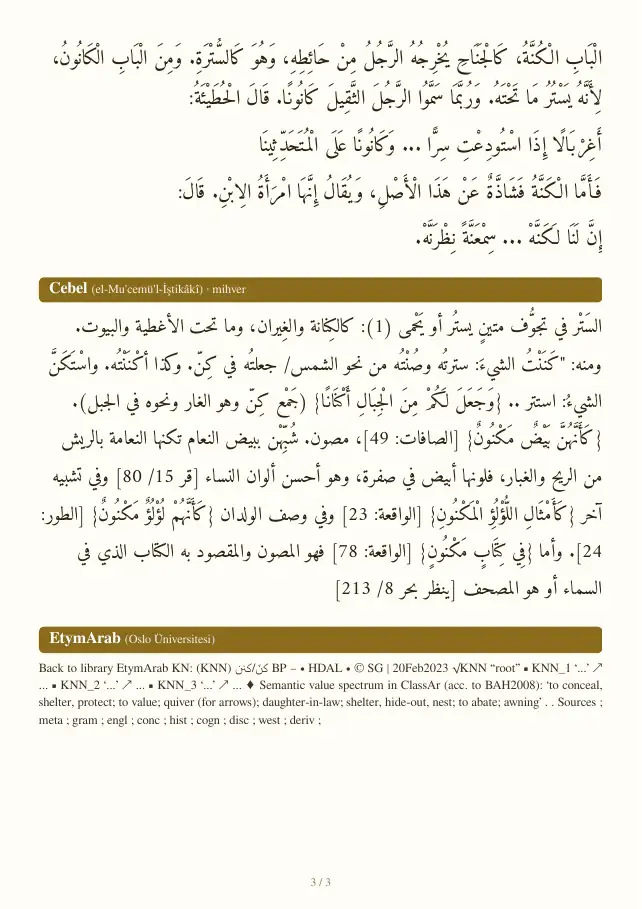 الْبَابِ الْكُنَّةُ، كَالْجَنَاحِ يُخْرِجُهُ الرَّجُلُ مِنْ حَائِطِهِ، وَهُوَ كَالسُّتْرَةِ. وَمِنَ الْبَابِ الْكَانُونُ،
لِأَنَّهُ يَسْتُرُ مَا تَحْتَهُ. وَرُبَّمَا سَمَّوُا الرَّجُلَ الثَّقِيلَ كَانُونًا. قَالَ الْحُطَيْئَةُ:
أَغِرْبَالًا إِذَا اسْتُودِعْتِ سِرًّا ... وَكَانُونًا عَلَى الْمُتَحَدِّثِينَا
فَأَمَّا الْكَنَّةُ فَشَاذَّةٌ عَنْ هَذَا الْأَصْلِ، وَيُقَالُ إِنَّهَا امْرَأَةُ الِابْنِ. قَالَ:
إِنَّ لَنَا لَكَنَّهْ ... سِمْعَنَّةً نِظْرَنَّهْ.
Cebel (el-Mu'cemü'l-İştikâkî) · mihver
السَتْر في تجوُّف متينٍ يستُر أو يَحْمى (1): كالكِنانة والغِيران، وما تحت الأغطية والبيوت.
ومنه: "كَنَنْتُ الشيءَ: سترتُه وصُنْتُه من نحو الشمس/ جعلتُه في كِنّ. وكذا أكْنَنْتُه. واسْتَكَنَّ
الشيءُ: استتر .. {وَجَعَلَ لَكُمْ مِنَ الْجِبَالِ أَكْنَانًا} (جَمْع كِنّ وهو الغار ونحوه في الجبل).
{كَأَنَّهُنَّ بَيْضٌ مَكْنُونٌ} [الصافات: 49]، مصون. شُبِّهْن ببيض النعام تكنها النعامة بالريش
من الريح والغبار، فلونها أبيض في صفرة، وهو أحسن ألوان النساء [قر 15/ 80] وفي تشبيه
آخر {كَأَمْثَالِ اللُّؤْلُؤِ الْمَكْنُونِ} [الواقعة: 23] وفي وصف الولدان {كَأَنَّهُمْ لُؤْلُؤٌ مَكْنُونٌ} [الطور:
24]. وأما {فِي كِتَابٍ مَكْنُونٍ} [الواقعة: 78] فهو المصون والمقصود به الكتاب الذي في
السماء أو هو المصحف [ينظر بحر 8/ 213]
EtymArab (Oslo Üniversitesi)
Back to library EtymArab KN: (KNN) كنّ/كنن BP – • HDAL • © SG | 20Feb2023 √KNN “root” ▪ KNN_1 ‘...’ ↗
... ▪ KNN_2 ‘...’ ↗ ... ▪ KNN_3 ‘...’ ↗ ... ♦ Semantic value spectrum in ClassAr (acc. to BAH2008): ‘to conceal,
shelter, protect; to value; quiver (for arrows); daughter-in-law; shelter, hide-out, nest; to abate; awning’ . . Sources ;
meta ; gram ; engl ; conc ; hist ; cogn ; disc ; west ; deriv ;
3 / 3